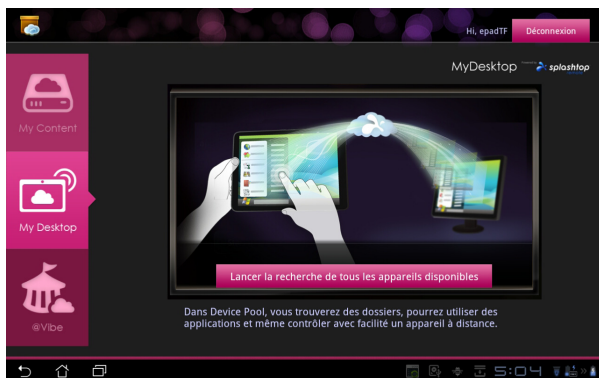 Hi, epadTF
Déconnexion
MyDesktop
splashtop
My Content
My Desktop
@Vibe
Lancer la recherche de tous les appareils disponibles
Dans Device Pool, vous trouverez des dossiers, pourrez utiliser des
applications et même contrôler avec facilité un appareil à distance.
5:04